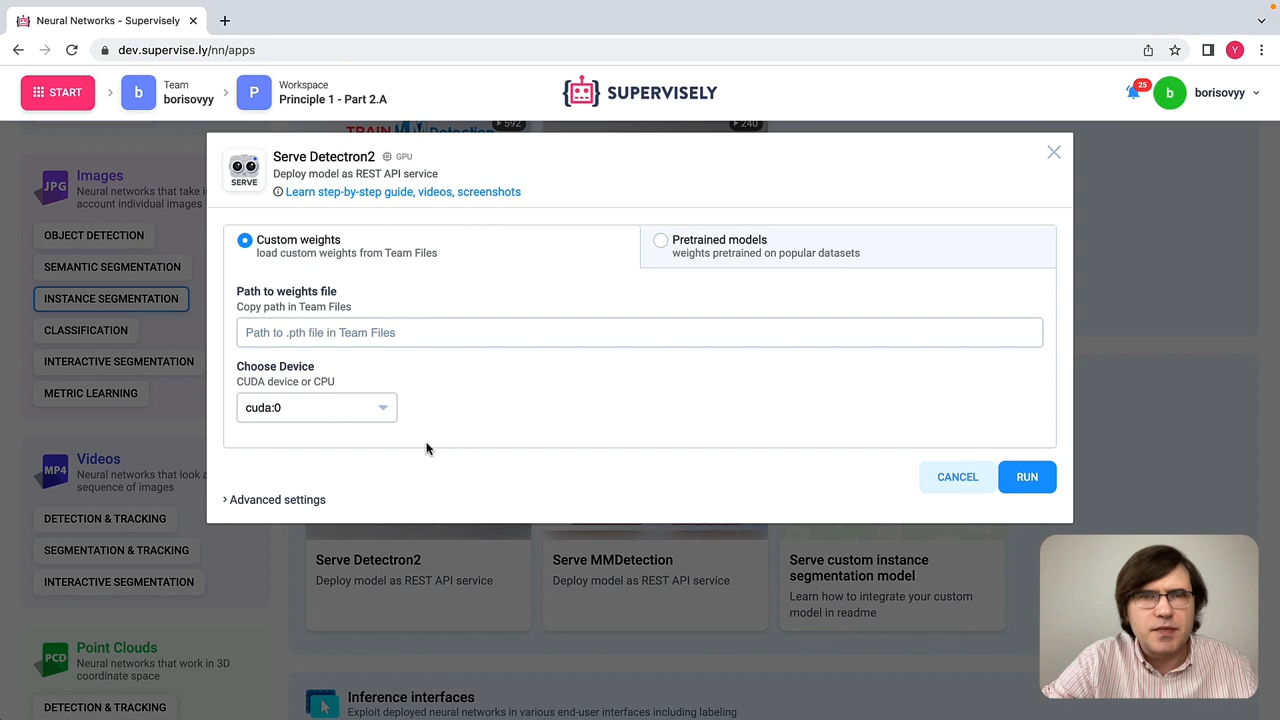 Neural Networks - Supervisely
dev.supervise.ly/nn/apps
START
b
Team
borisovyy
P
Workspace
Principle 1 - Part 2.A
SUPERVISELY
25
b
borisovyy
Y
592
240
JPG
Images
Neural networks that take i
account individual images
OBJECT DETECTION
SEMANTIC SEGMENTATION
INSTANCE SEGMENTATION
CLASSIFICATION
INTERACTIVE SEGMENTATION
METRIC LEARNING
MP4
Videos
Neural networks that look a
sequence of images
DETECTION & TRACKING
SEGMENTATION & TRACKING
INTERACTIVE SEGMENTATION
PCD
Point Clouds
Neural networks that work in 3D
coordinate space
DETECTION & TRACKING
SERVE
Serve Detectron2
GPU
Deploy model as REST API service
Learn step-by-step guide, videos, screenshots
Custom weights
load custom weights from Team Files
Pretrained models
weights pretrained on popular datasets
Path to weights file
Copy path in Team Files
Path to .pth file in Team Files
Choose Device
CUDA device or CPU
cuda:0
CANCEL
RUN
Advanced settings
Serve Detectron2
Deploy model as REST API service
Serve MMDetection
Deploy model as REST API service
Serve custom instance
segmentation model
Learn how to integrate your custom
model in readme
Inference interfaces
Exploit deployed neural networks in various end-user interfaces including labeling